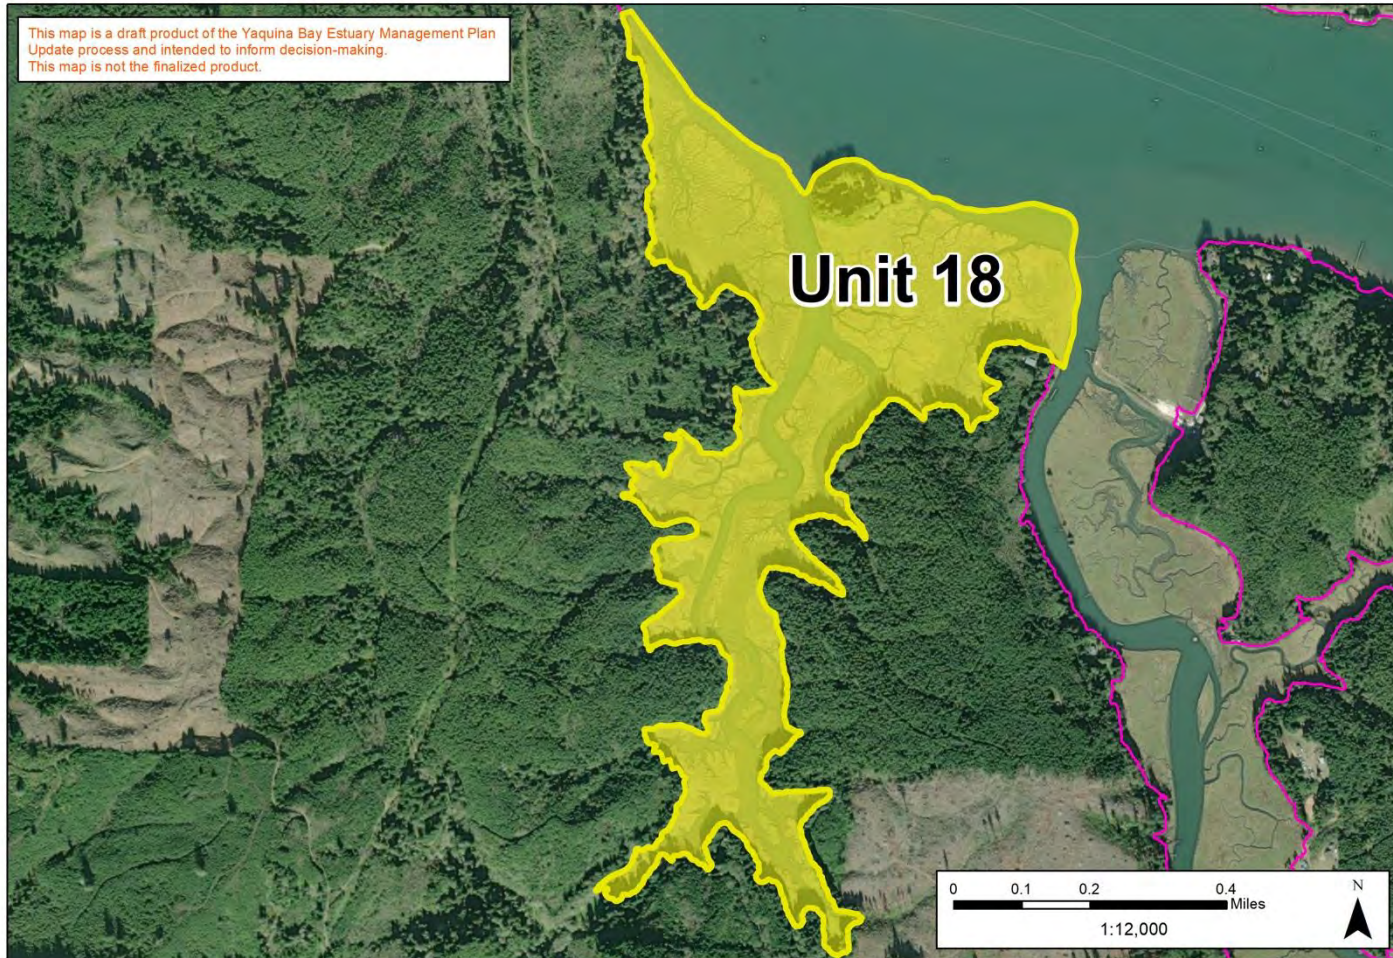 This map is a draft product of the Yaquina Bay Estuary Management Plan
Update process and intended to inform decision-making.
This map is not the finalized product.
Unit 18
0 0.1 0.2 0.4
Miles
1:12,000
N